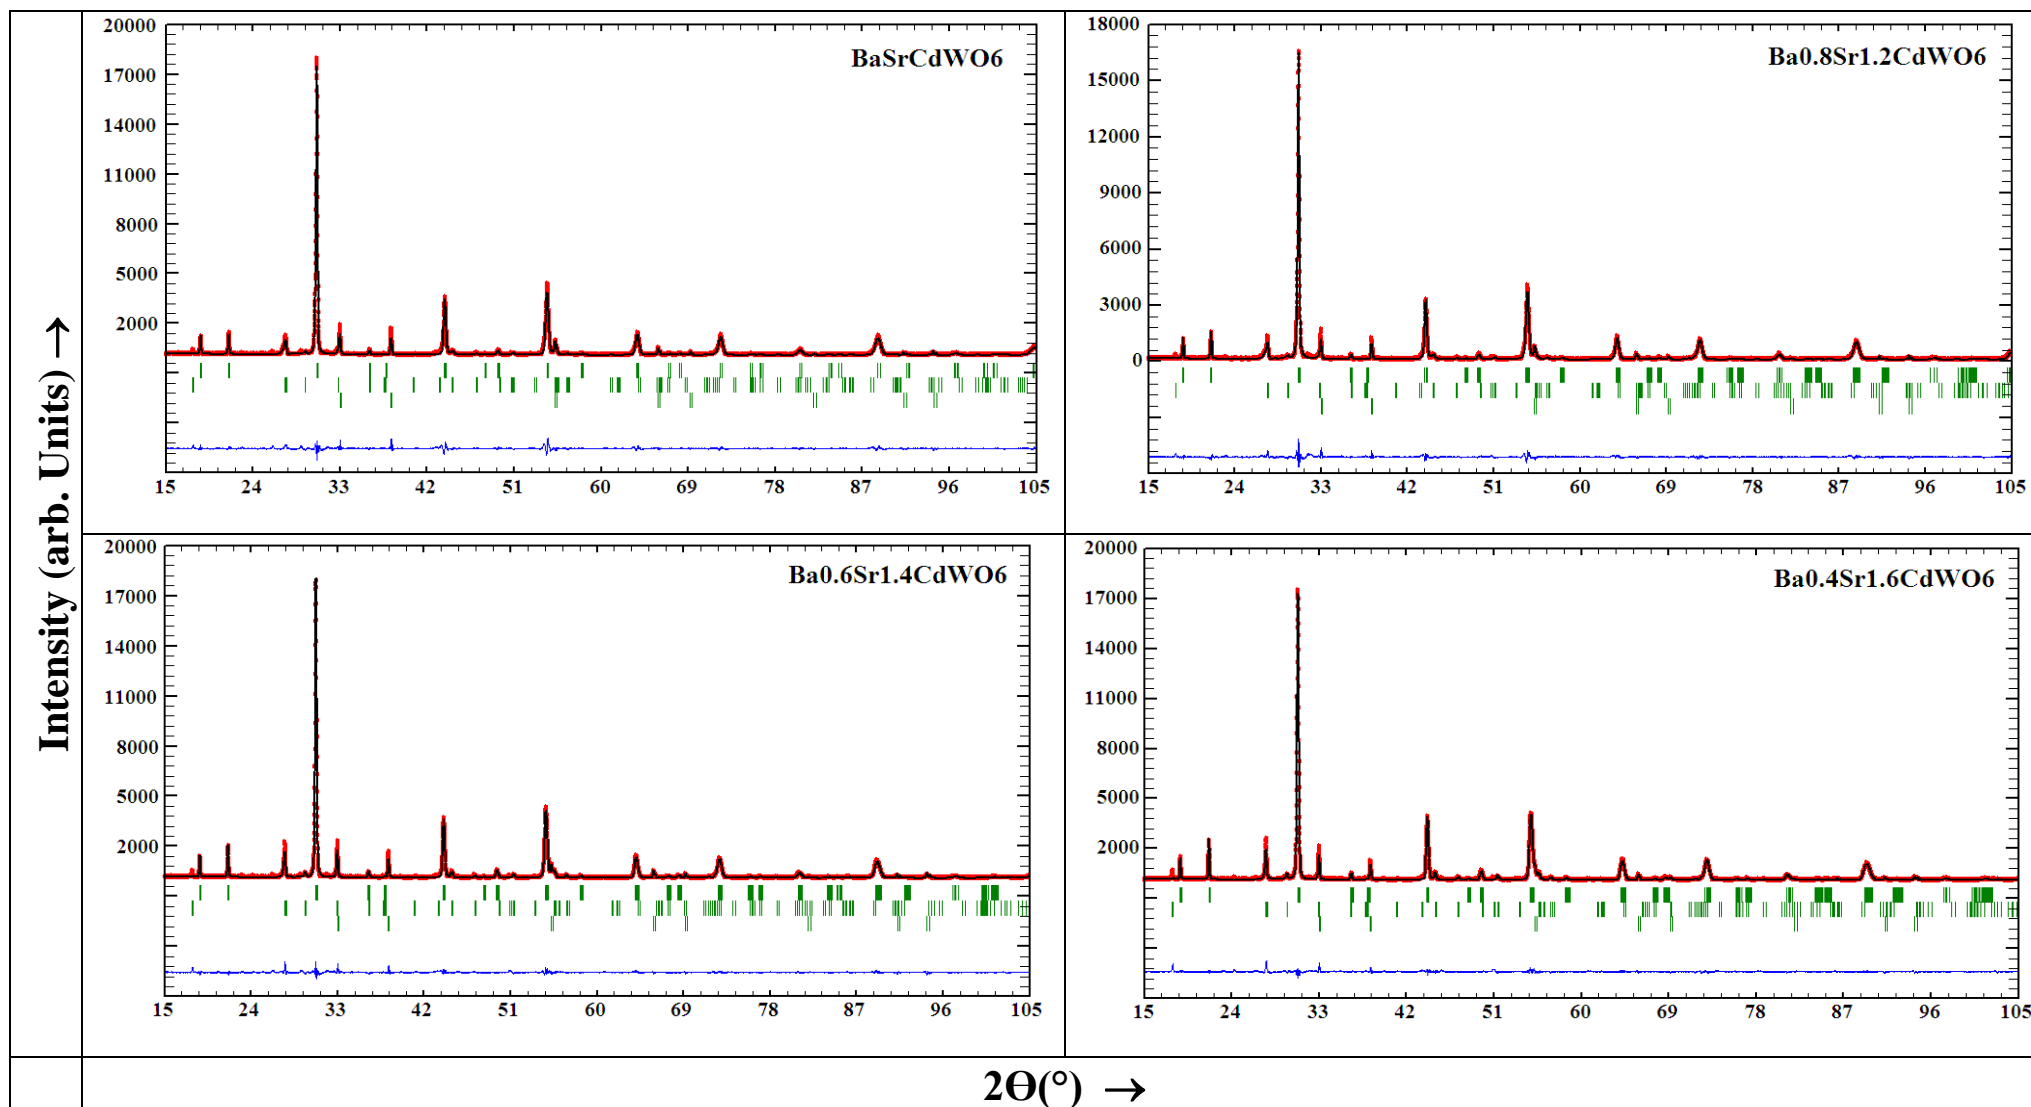 Intensity (arb. Units) →
20000
17000
14000
11000
8000
5000
2000
BaSrCdWO6
15 24 33 42 51 60 69 78 87 96 105
18000
15000
12000
9000
6000
3000
0
Ba0.8Sr1.2CdWO6
15 24 33 42 51 60 69 78 87 96 105
20000
17000
14000
11000
8000
5000
2000
Ba0.6Sr1.4CdWO6
15 24 33 42 51 60 69 78 87 96 105
20000
17000
14000
11000
8000
5000
2000
Ba0.4Sr1.6CdWO6
15 24 33 42 51 60 69 78 87 96 105
2ϴ(°) →